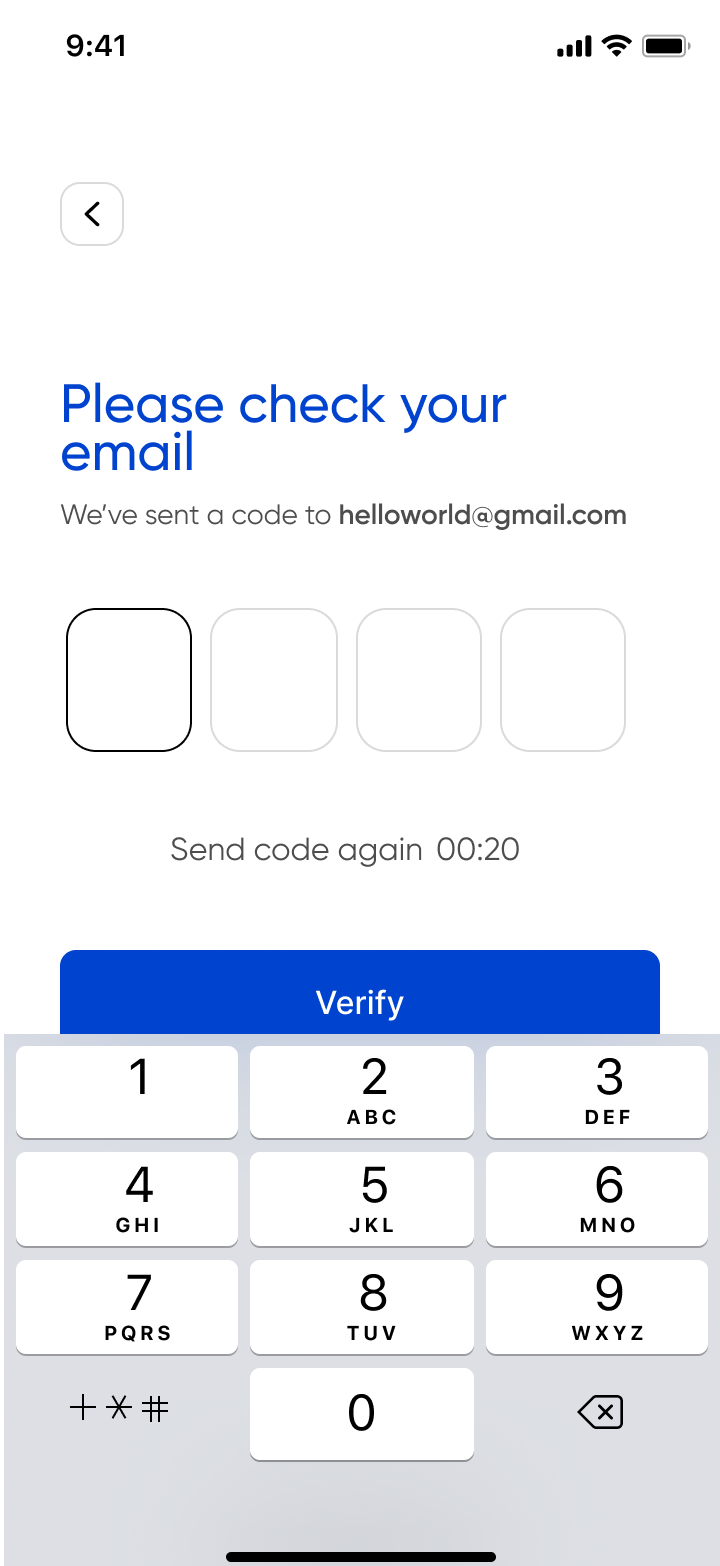 9:41
Please check your
email
We’ve sent a code to helloworld@gmail.com
Send code again 00:20
Verify
1
2
ABC
3
DEF
4
GHI
5
JKL
6
MNO
7
PQRS
8
TUV
9
WXYZ
+*#
0